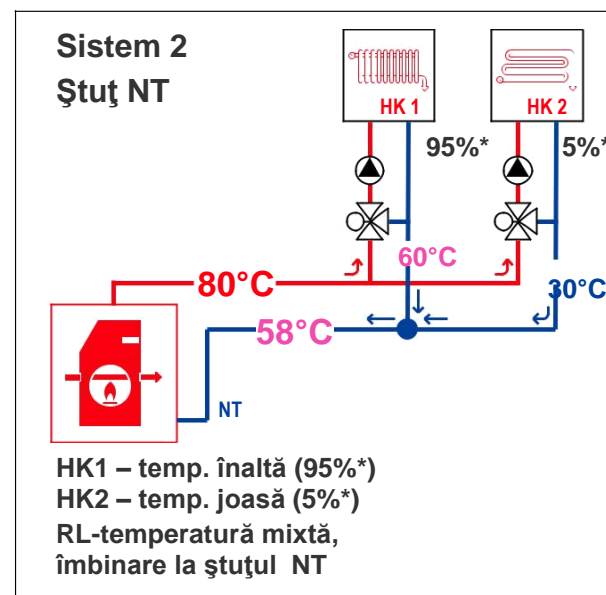 Sistem 2
Ştuţ NT
HK 1
HK 2
95%*
5%*
60°C
80°C
30°C
58°C
NT
HK1 – temp. înaltă (95%*)
HK2 – temp. joasă (5%*)
RL-temperatură mixtă,
îmbinare la ştuţul NT